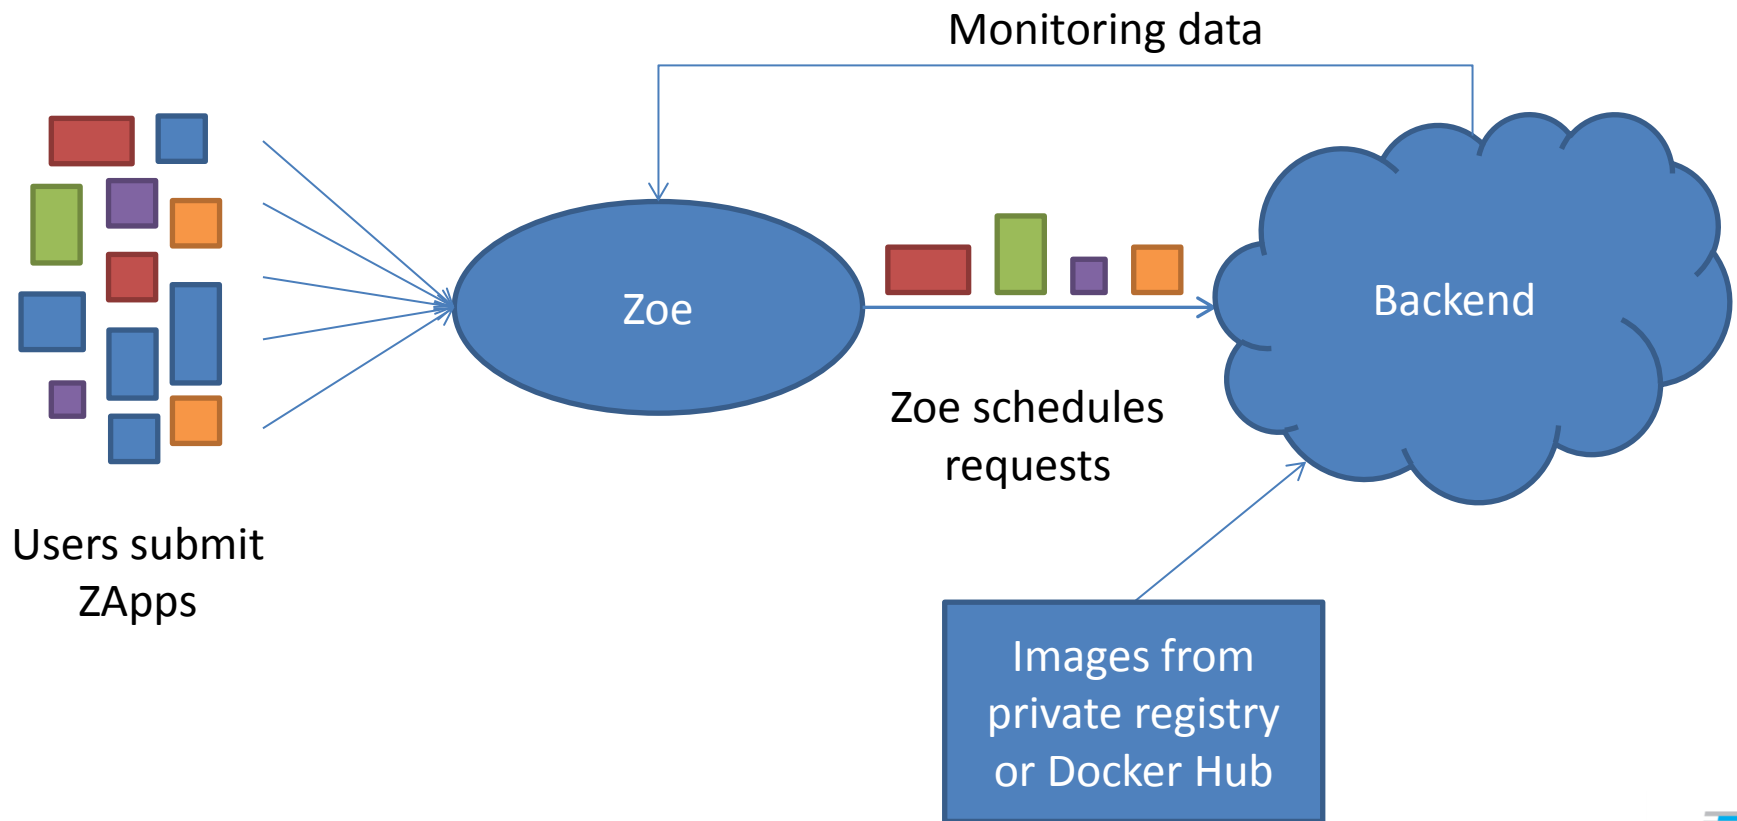 Monitoring data
Zoe
Backend
Zoe schedules
requests
Users submit
ZApps
Images from
private registry
or Docker Hub